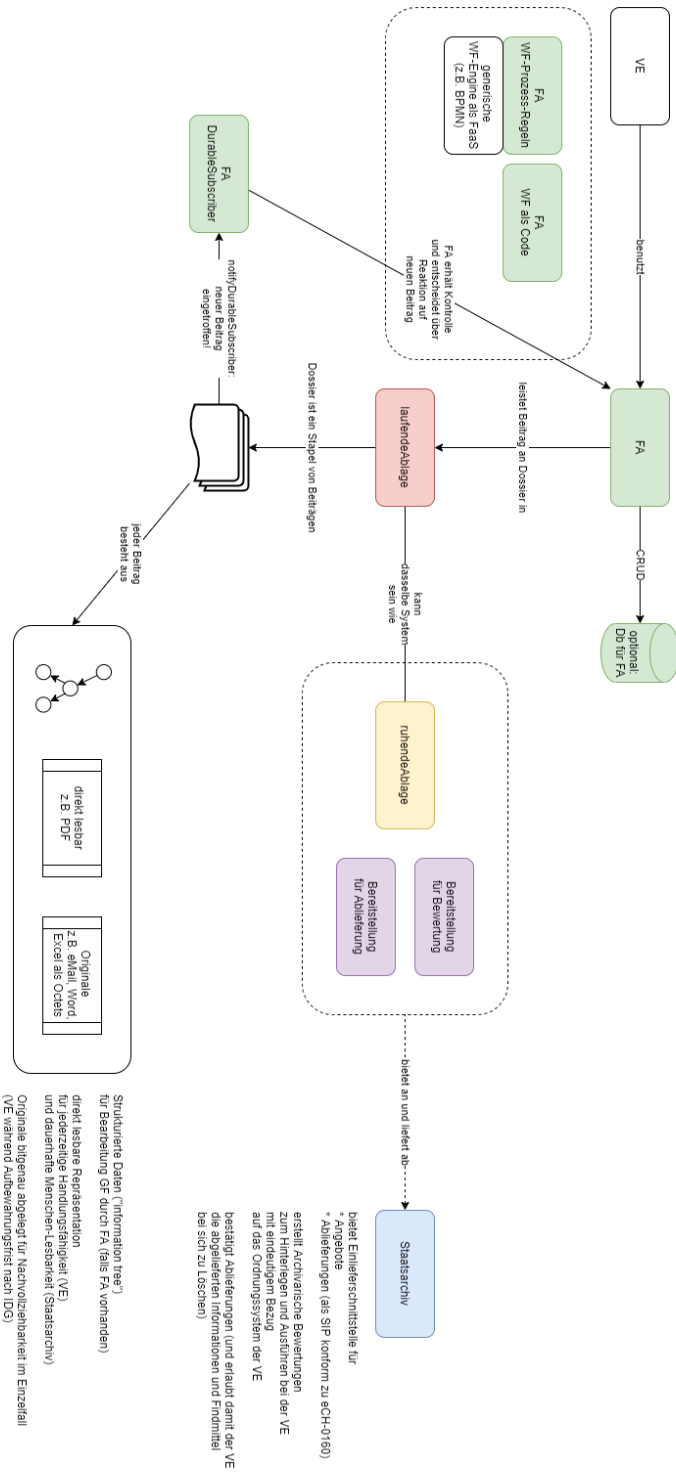 VE
benutzt
FA
CRUD
optional:
Db für FA
FA
WF-Prozess-Regeln
generische
WF-Engine als FaaS
(z.B. BPMN)
FA
WF als Code
FA erhält Kontrolle
und entscheidet über
Reaktion auf
neuen Beitrag
leistet Beitrag an Dossier in
FA
DurableSubscriber
notifyDurableSubscriber:
neuer Beitrag
eingetroffen!
laufendeAblage
Dossier ist ein Stapel von Beiträgen
kann
dasselbe System
sein wie
ruhendeAblage
Bereitstellung
für Bewertung
Bereitstellung
für Ablieferung
bietet an und liefert ab
Staatsarchiv
bietet Einlieferschnittstelle für
* Angebote
* Ablieferungen (als SIP konform zu eCH-0160)
erstellt Archivarische Bewertungen
zum Hinterlegen und Ausführen bei der VE
mit eindeutigem Bezug
auf das Ordnungssystem der VE
bestätigt Ablieferungen (und erlaubt damit der VE
die abgelieferten Informationen und Findmittel
bei sich zu Löschen)
jeder Beitrag
besteht aus
direkt lesbar
z.B. PDF
Originale
z.B. eMail, Word,
Excel als Octets
Strukturierte Daten ("information tree")
für Bearbeitung GF durch FA (falls FA vorhanden)
direkt lesbare Repräsentation
für jederzeitige Handlungsfähigkeit (VE)
und dauerhafte Menschen-Lesbarkeit (Staatsarchiv)
Originale bitgenau abgelegt für Nachvollziehbarkeit im Einzelfall
(VE während Aufbewahrungsfrist nach IDG)